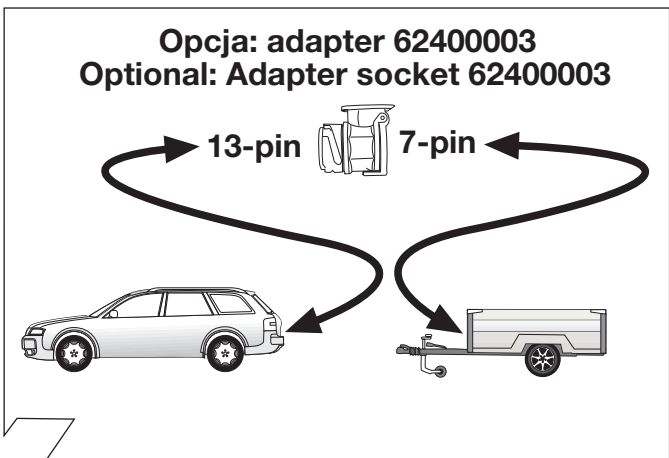 Opcja: adapter 62400003
Optional: Adapter socket 62400003
13-pin 7-pin